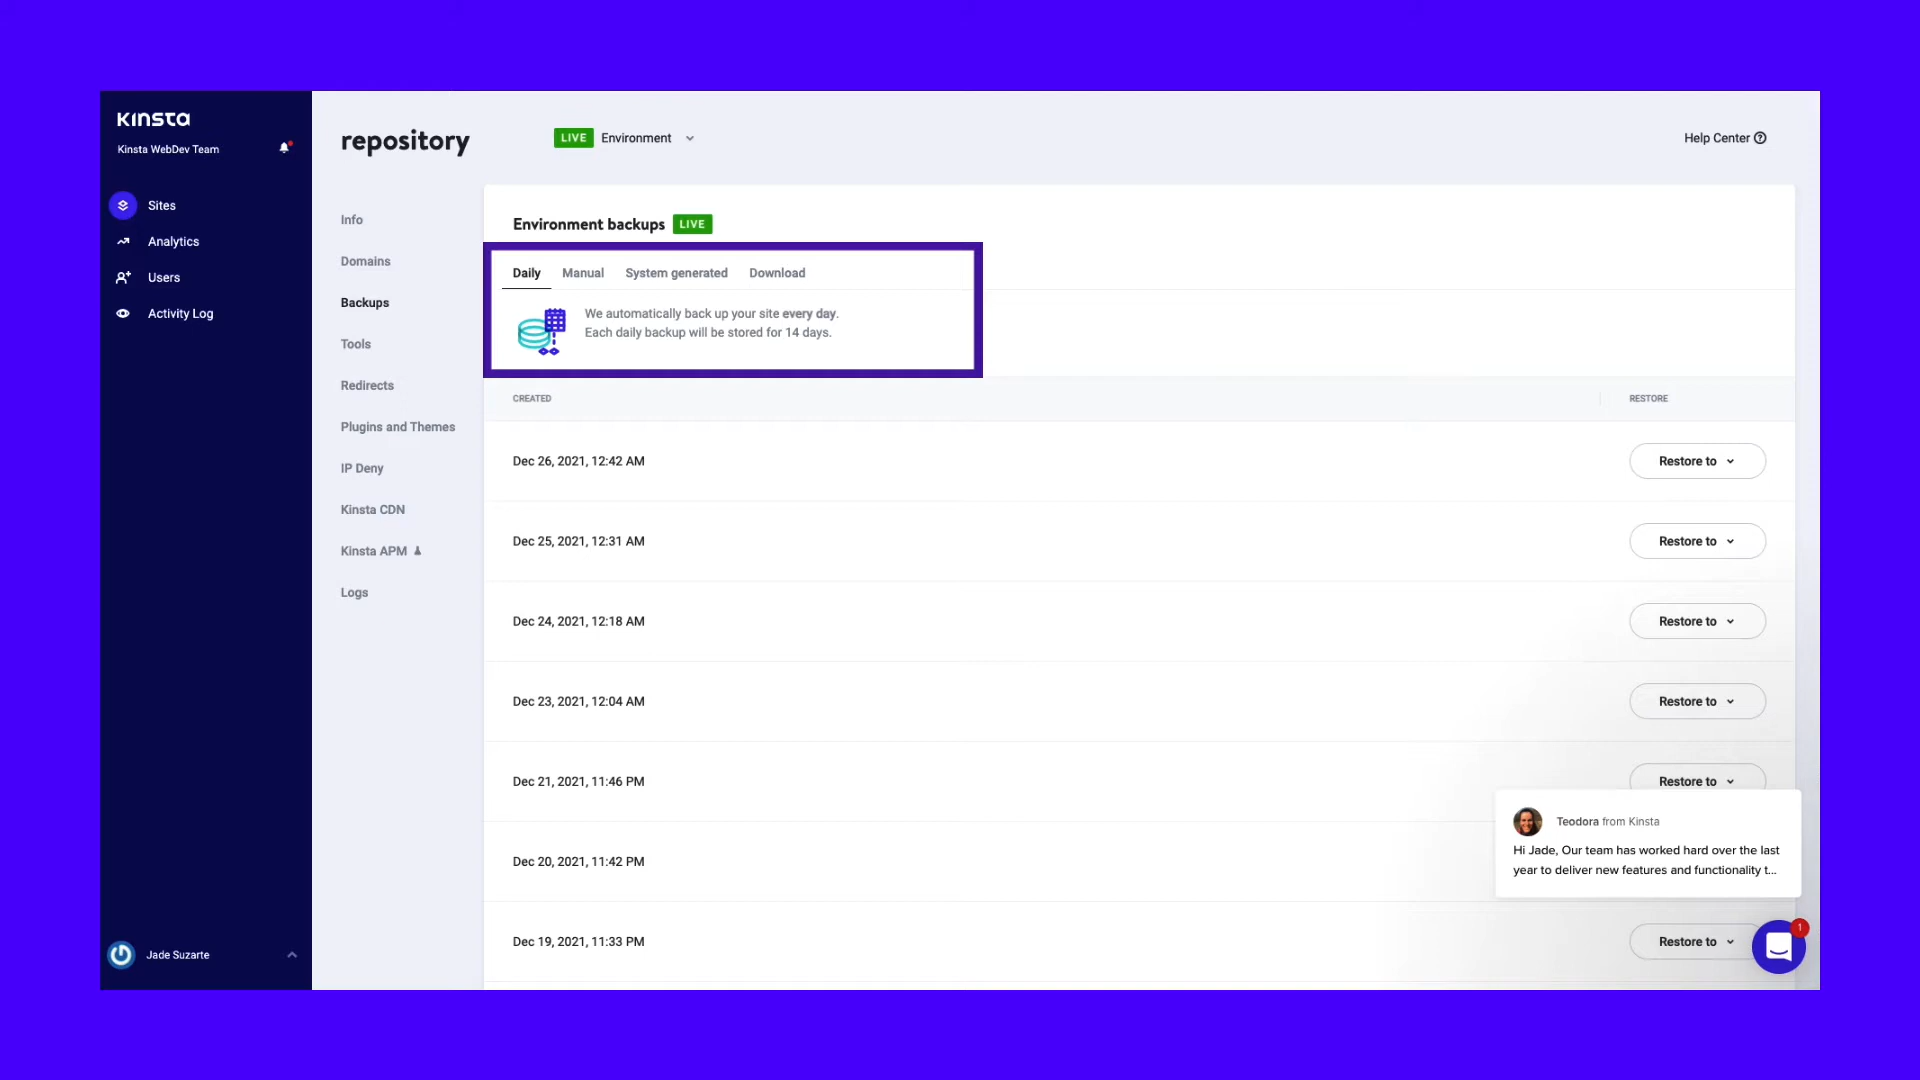 KINSTA
Kinsta WebDev Team
Sites
Analytics
Users
Activity Log
Jade Suzarte
repository
LIVE Environment
Help Center
Info
Domains
Backups
Tools
Redirects
Plugins and Themes
IP Deny
Kinsta CDN
Kinsta APM
Logs
Environment backups LIVE
Daily Manual System generated Download
We automatically back up your site every day.
Each daily backup will be stored for 14 days.
CREATED RESTORE
Dec 26, 2021, 12:42 AM Restore to
Dec 25, 2021, 12:31 AM Restore to
Dec 24, 2021, 12:18 AM Restore to
Dec 23, 2021, 12:04 AM Restore to
Dec 21, 2021, 11:46 PM Restore to
Dec 20, 2021, 11:42 PM
Dec 19, 2021, 11:33 PM Restore to
Teodora from Kinsta
Hi Jade, Our team has worked hard over the last
year to deliver new features and functionality t...
1